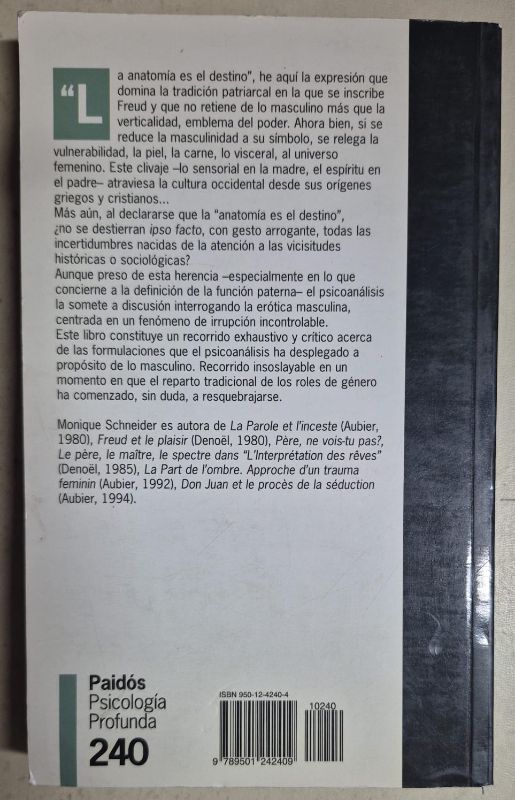 “La anatomía es el destino”, he aquí la expresión que
domina la tradición patriarcal en la que se inscribe
Freud y que no retiene de lo masculino más que la
verticalidad, emblema del poder. Ahora bien, si se
reduce la masculinidad a su símbolo, se relega la
vulnerabilidad, la piel, la carne, lo visceral, al universo
femenino. Este clivaje –lo sensorial en la madre, el espíritu en
el padre– atraviesa la cultura occidental desde sus orígenes
griegos y cristianos...
Más aún, al declararse que la “anatomía es el destino”,
¿no se destierran ipso facto, con gesto arrogante, todas las
incertidumbres nacidas de la atención a las vicisitudes
históricas o sociológicas?
Aunque preso de esta herencia –especialmente en lo que
concierne a la definición de la función paterna– el psicoanálisis
la somete a discusión interrogando la erótica masculina,
centrada en un fenómeno de irrupción incontrolable.
Este libro constituye un recorrido exhaustivo y crítico acerca
de las formulaciones que el psicoanálisis ha desplegado a
propósito de lo masculino. Recorrido insoslayable en un
momento en que el reparto tradicional de los roles de género
ha comenzado, sin duda, a resquebrajarse.
Monique Schneider es autora de La Parole et l’inceste (Aubier,
1980), Freud et le plaisir (Denoël, 1980), Père, ne vois-tu pas?,
Le père, le maître, le spectre dans “L’Interprétation des rêves”
(Denoël, 1985), La Part de l’ombre. Approche d’un trauma
feminin (Aubier, 1992), Don Juan et le procès de la séduction
(Aubier, 1994).
Paidós
Psicología
Profunda
240
ISBN 950-12-4240-4
10240
9 789501 242409